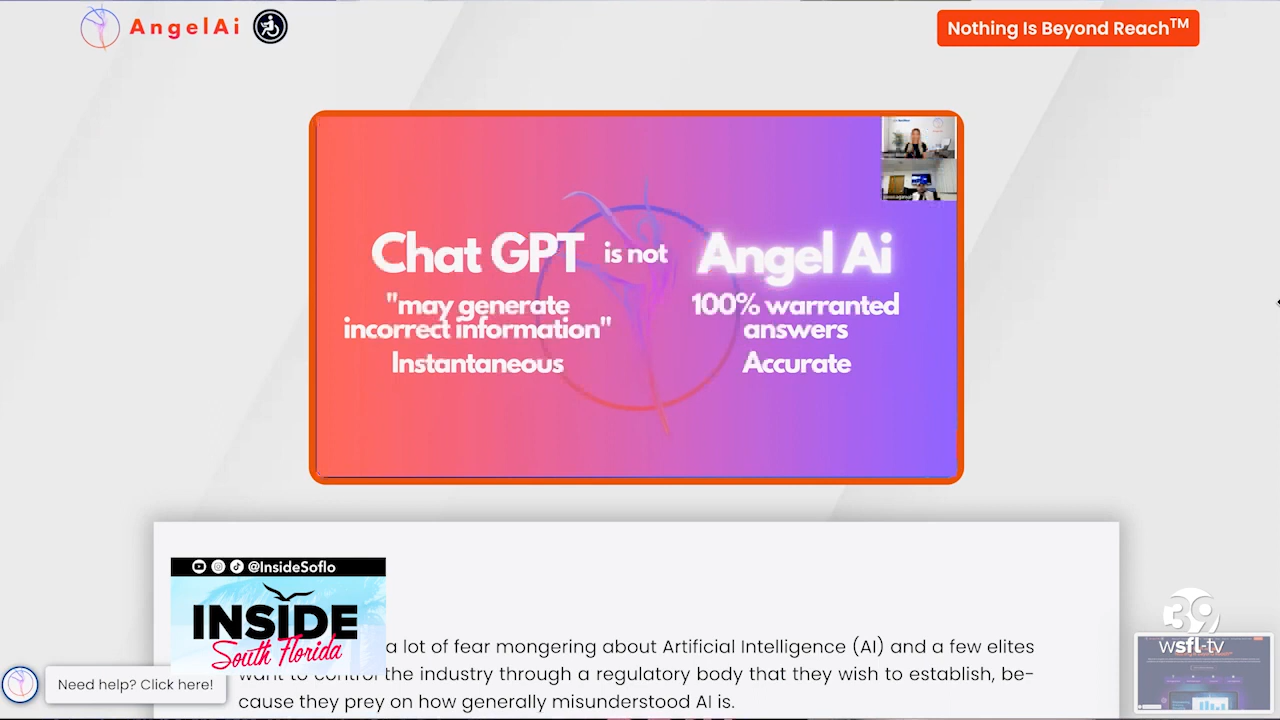 AngelAi
Nothing Is Beyond Reach™
Chat GPT is not Angel Ai
"may generate
incorrect information"
Instantaneous
100% warranted
answers
Accurate
@InsideSoflo
INSIDE
South Florida
a lot of fear mongering about Artificial Intelligence (AI) and a few elites
want to control the industry through a regulatory body that they wish to establish, be-
cause they prey on how generally misunderstood AI is.
Need help? Click here!
39
wsfl-tv